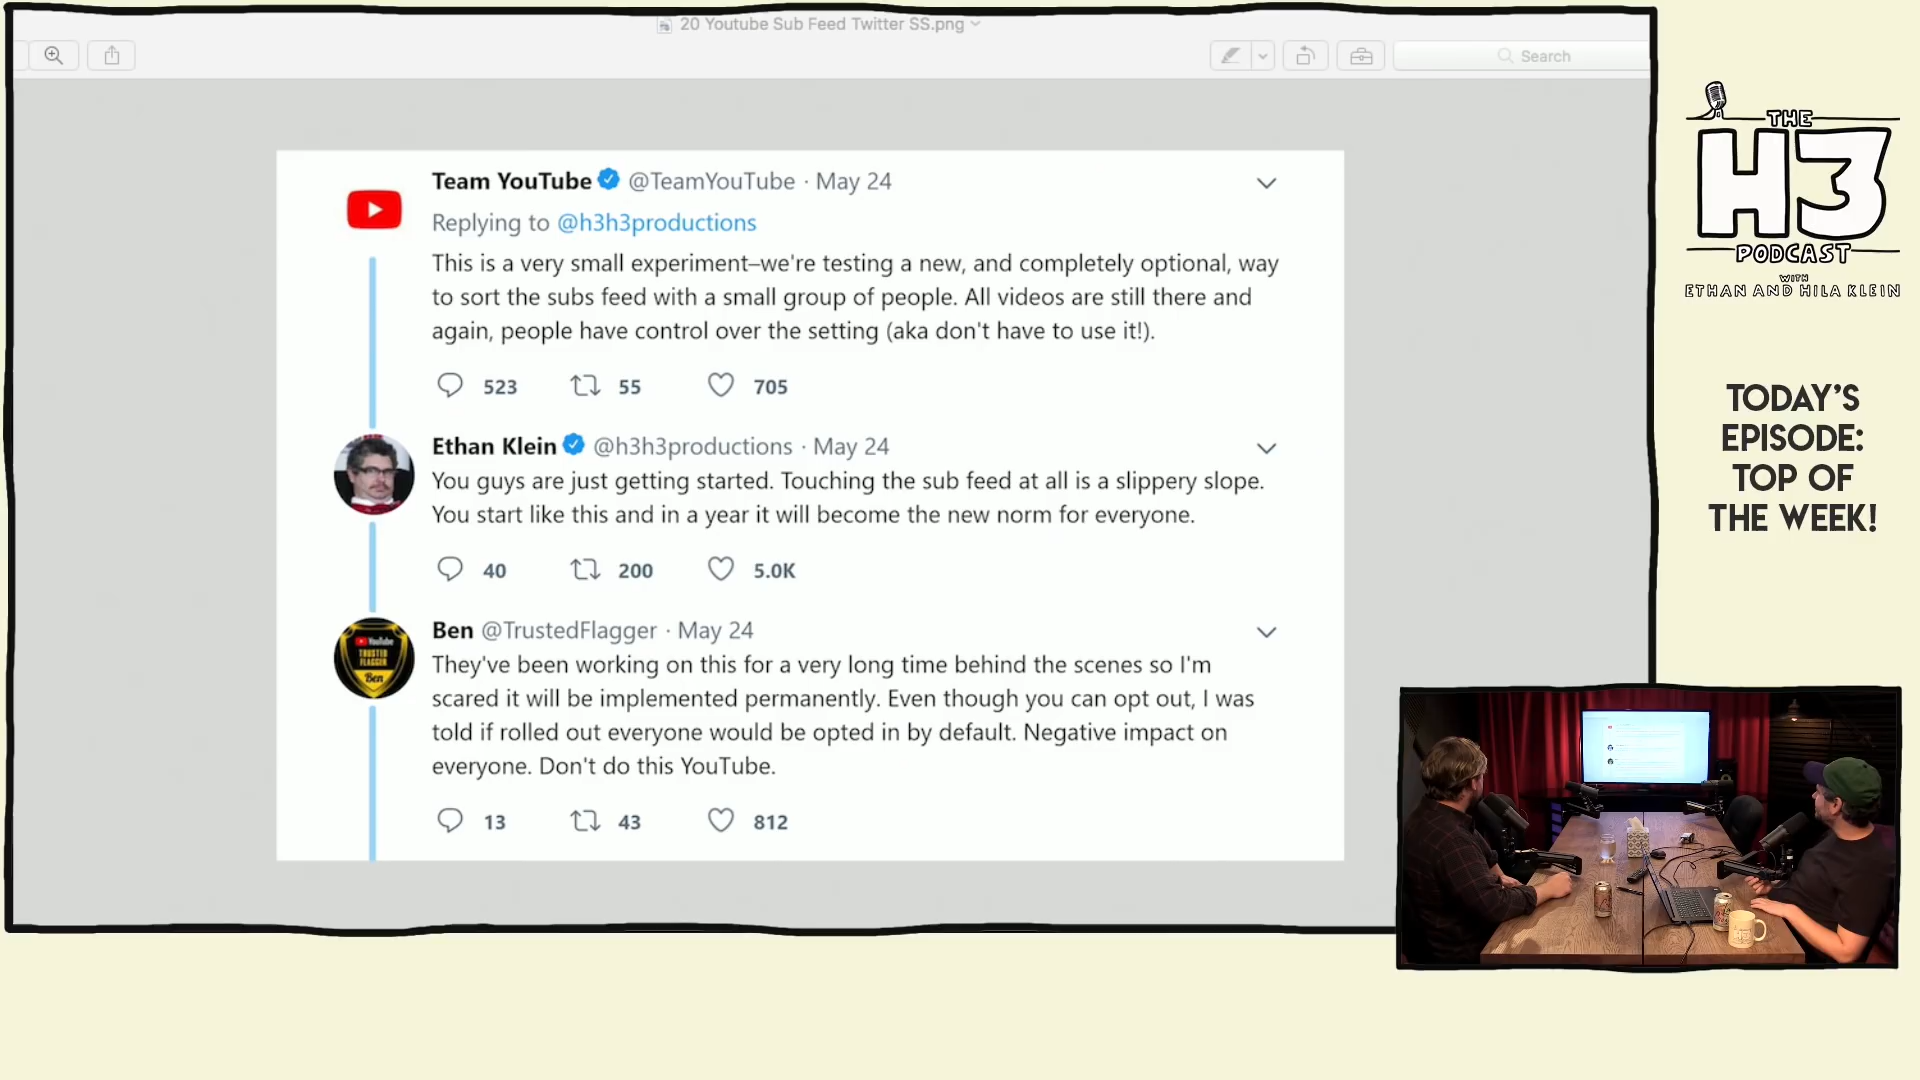 20 Youtube Sub Feed Twitter SS.png
Search
Team YouTube @TeamYouTube · May 24
Replying to @h3h3productions
This is a very small experiment–we're testing a new, and completely optional, way
to sort the subs feed with a small group of people. All videos are still there and
again, people have control over the setting (aka don't have to use it!).
523 55 705
Ethan Klein @h3h3productions · May 24
You guys are just getting started. Touching the sub feed at all is a slippery slope.
You start like this and in a year it will become the new norm for everyone.
40 200 5.0K
YouTube
TRUSTED
FLAGGER
Ben
Ben @TrustedFlagger · May 24
They've been working on this for a very long time behind the scenes so I'm
scared it will be implemented permanently. Even though you can opt out, I was
told if rolled out everyone would be opted in by default. Negative impact on
everyone. Don't do this YouTube.
13 43 812
THE
H3
PODCAST
WITH
ETHAN AND HILA KLEIN
TODAY'S
EPISODE:
TOP OF
THE WEEK!